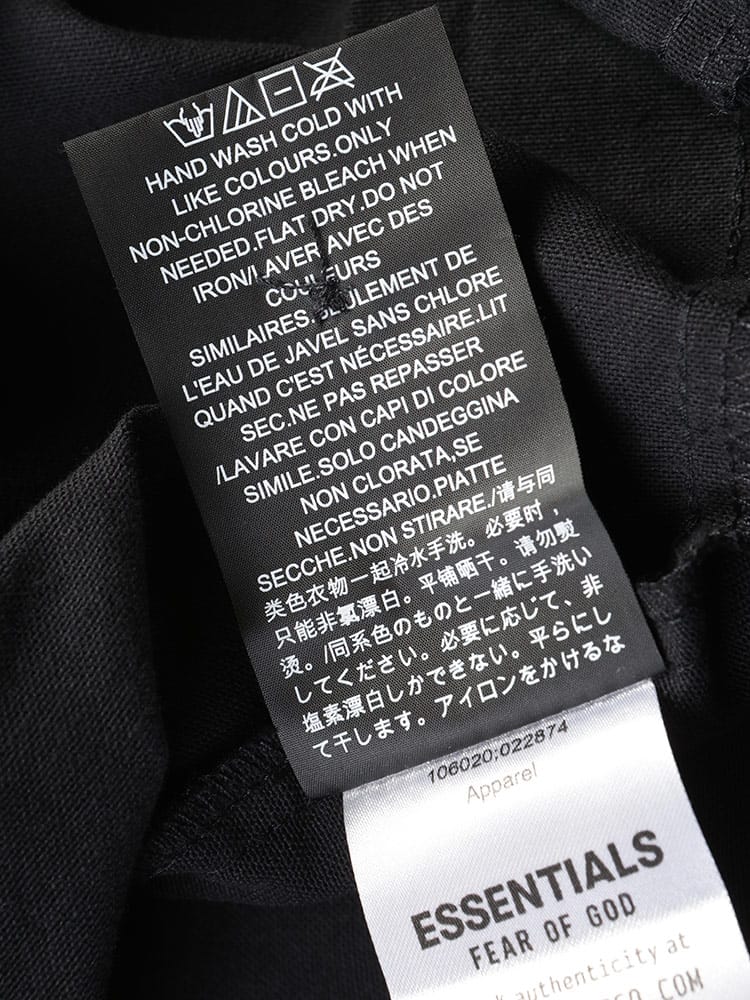 HAND WASH COLD WITH
LIKE COLOURS.ONLY
NON-CHLORINE BLEACH WHEN
NEEDED.FLAT DRY.DO NOT
IRON/LAVER AVEC DES
COULEURS
SIMILAIRES.SEULEMENT DE
L'EAU DE JAVEL SANS CHLORE
QUAND C'EST NÉCESSAIRE.LIT
SEC.NE PAS REPASSER
/LAVARE CON CAPI DI COLORE
SIMILE.SOLO CANDEGGINA
NON CLORATA,SE
NECESSARIO.PIATTE
SECCHE.NON STIRARE./请与同
类色衣物一起冷水手洗。必要时，
只能非氯漂白。平铺晒干。请勿熨
烫。/同系色のものと一緒に手洗い
してください。必要に応じて、非
塩素漂白しかできない。平らにし
て干します。アイロンをかけるな
106020:022874
Apparel
ESSENTIALS
FEAR OF GOD
authenticity at
.COM